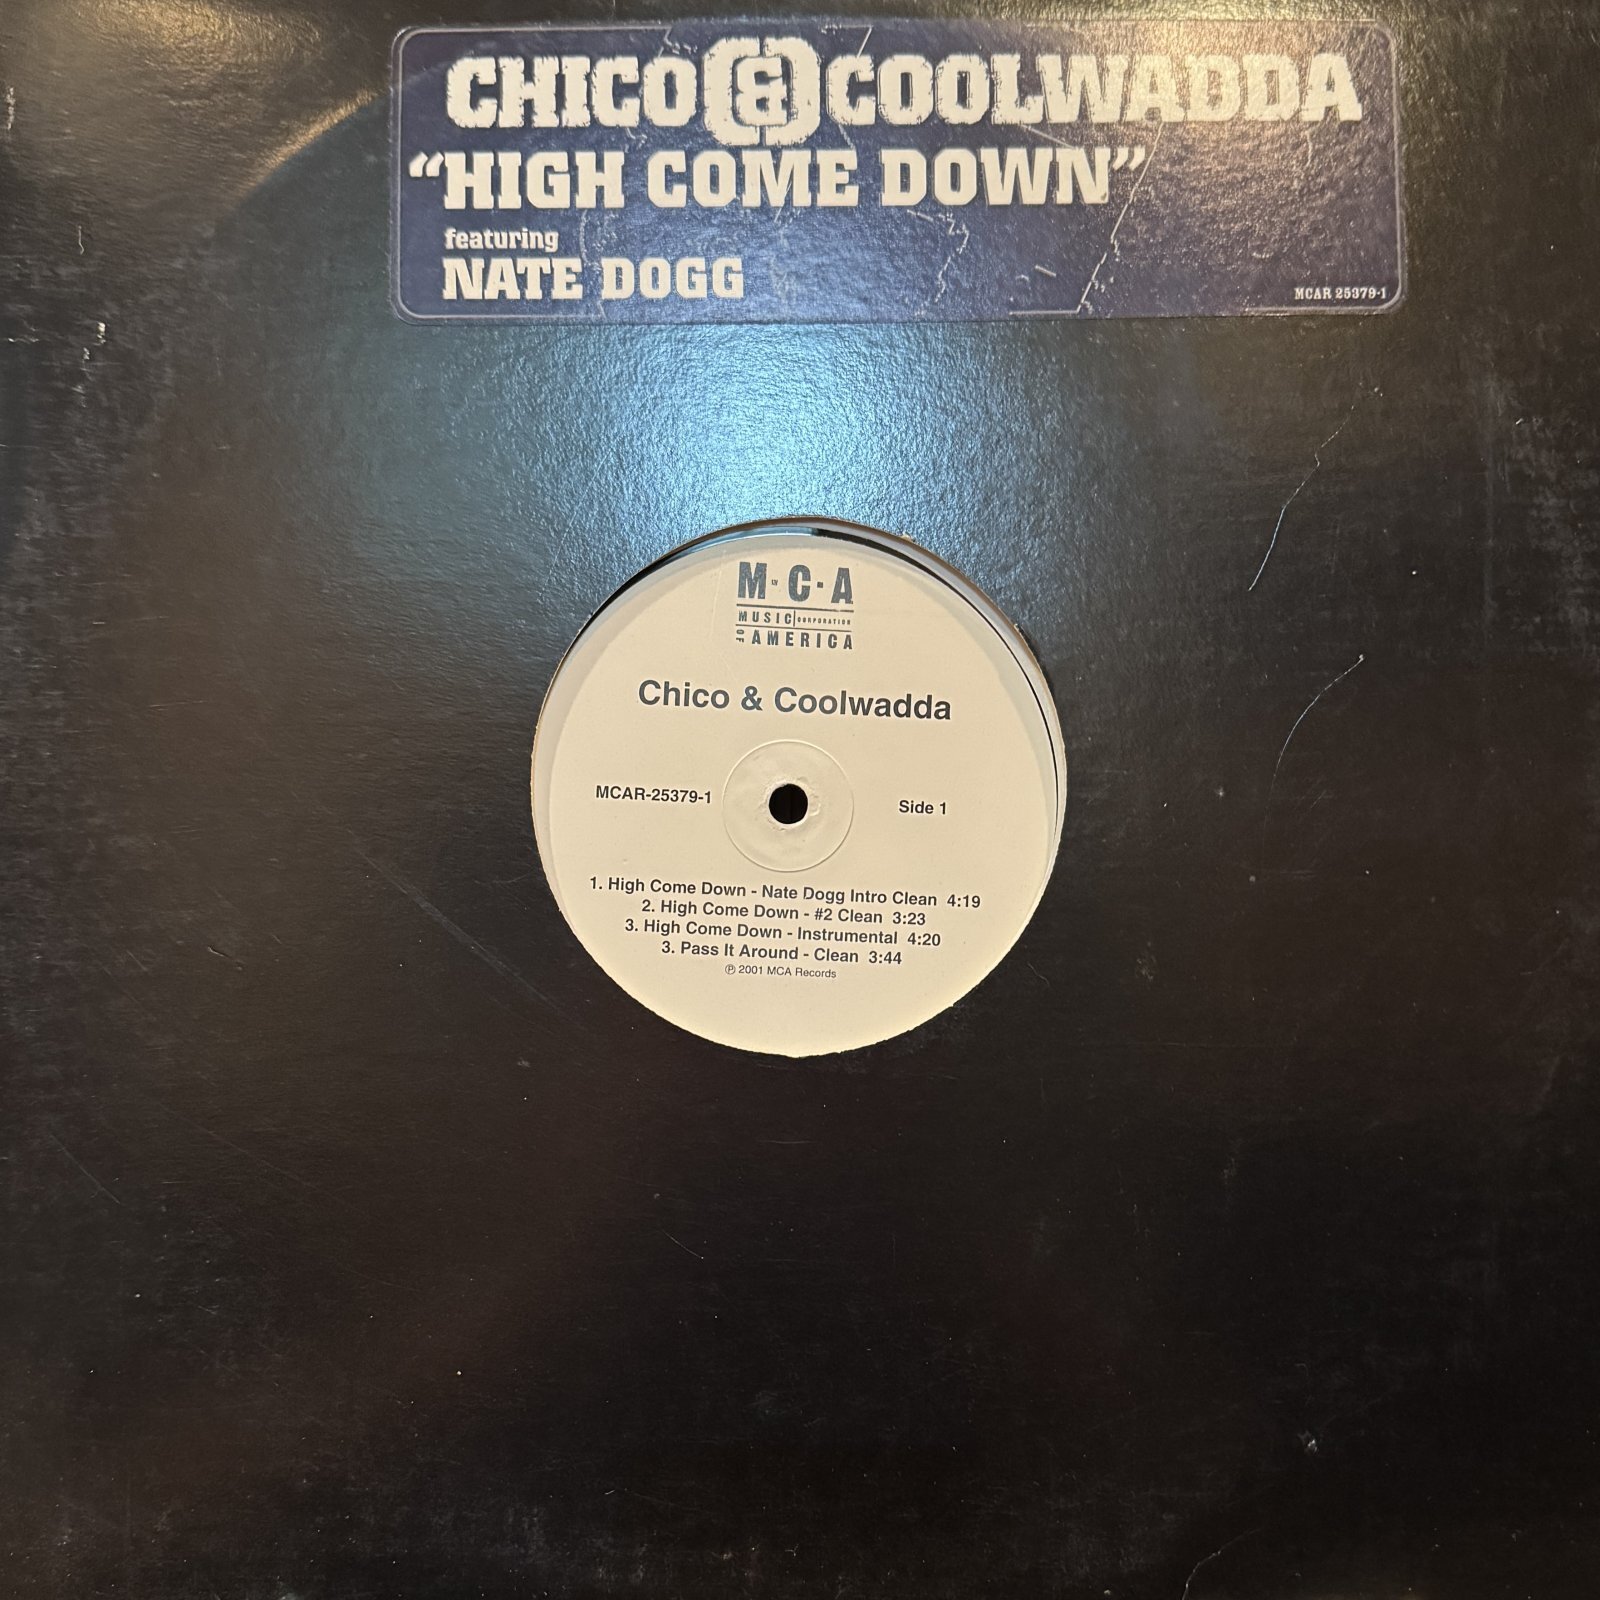 CHICO & COOLWADDA
“HIGH COME DOWN”
featuring
NATE DOGG
MCAR 25379-1
M·C·A
MUSIC CORPORATION
OF AMERICA
Chico & Coolwadda
MCAR-25379-1
Side 1
1. High Come Down - Nate Dogg Intro Clean 4:19
2. High Come Down - #2 Clean 3:23
3. High Come Down - Instrumental 4:20
3. Pass It Around - Clean 3:44
℗ 2001 MCA Records